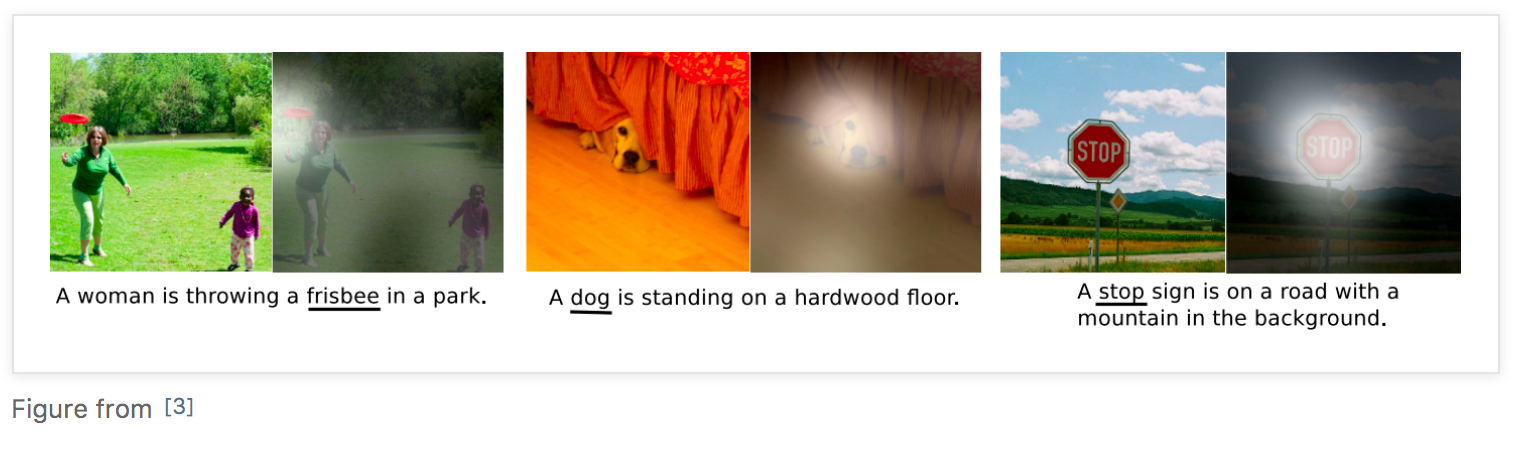 STOP
STOP
A woman is throwing a frisbee in a park.
A dog is standing on a hardwood floor.
A stop sign is on a road with a
mountain in the background.
Figure from [3]